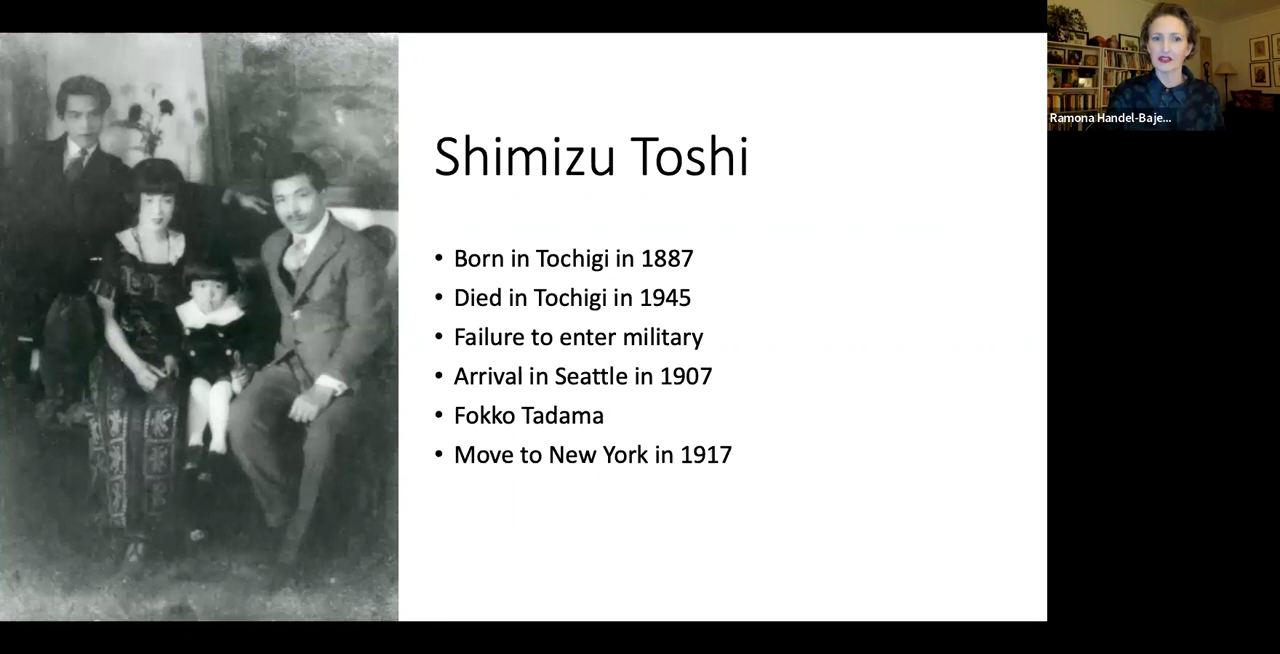 Shimizu Toshi
• Born in Tochigi in 1887
• Died in Tochigi in 1945
• Failure to enter military
• Arrival in Seattle in 1907
• Fokko Tadama
• Move to New York in 1917
Ramona Handel-Baje...